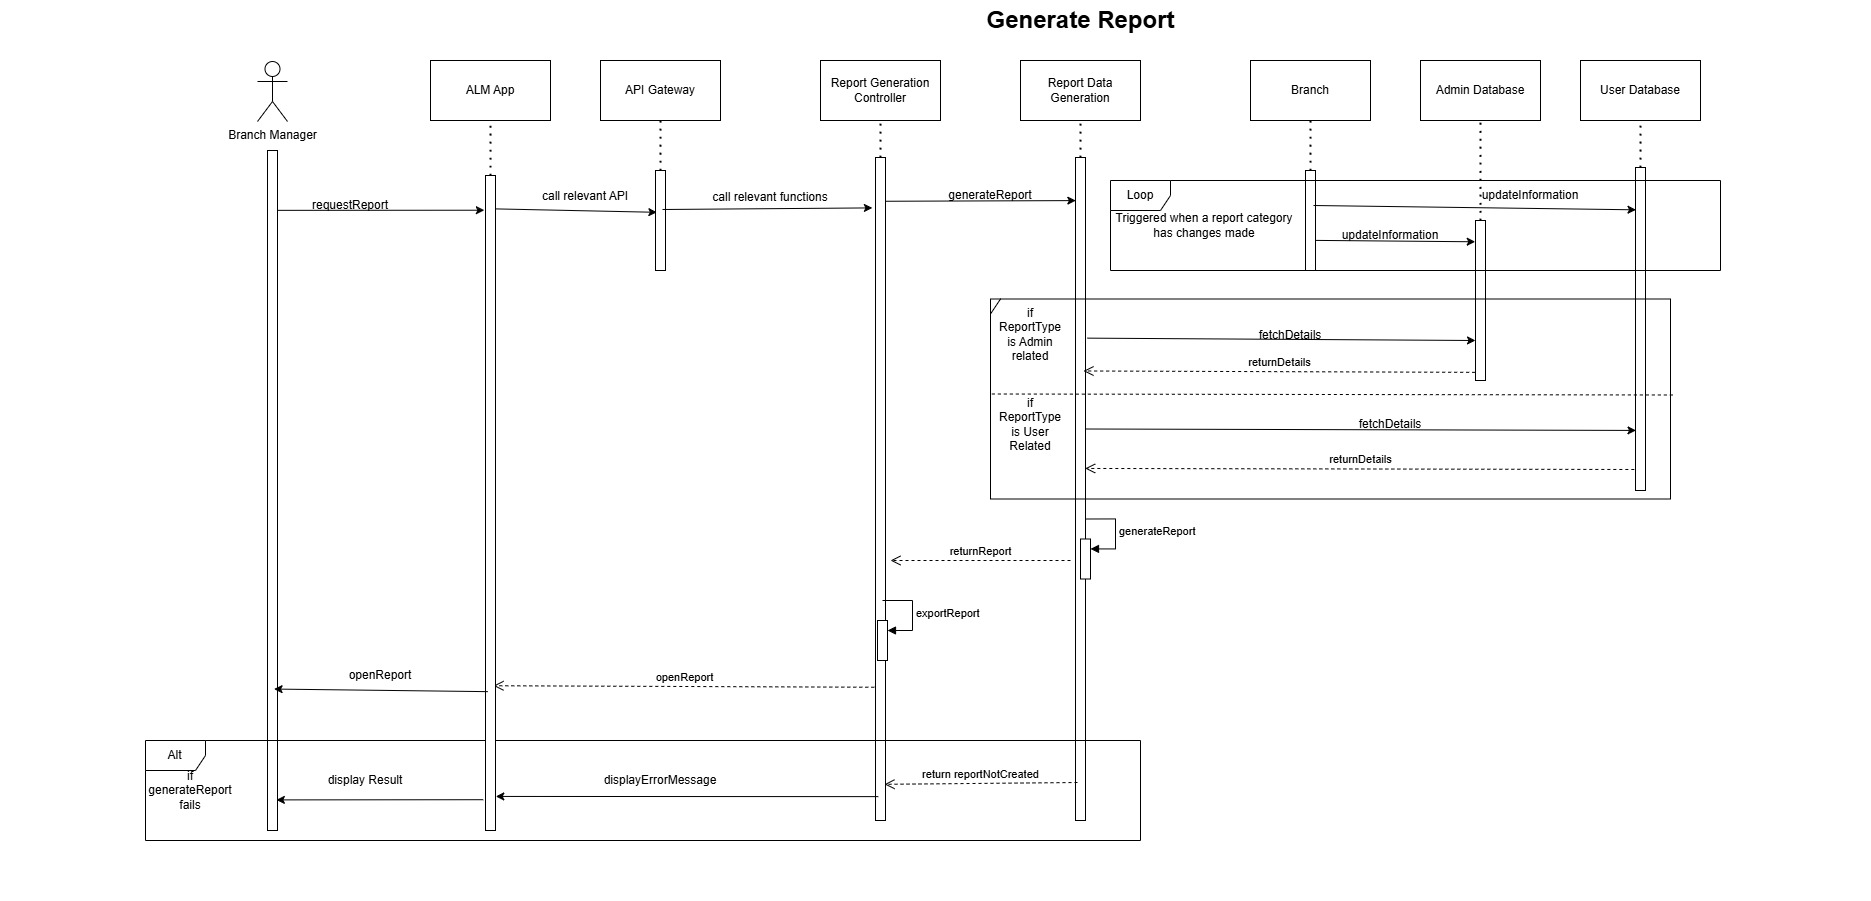 Generate Report
Branch Manager
ALM App
API Gateway
Report Generation
Controller
Report Data
Generation
Branch
Admin Database
User Database
requestReport
call relevant API
call relevant functions
generateReport
Loop
Triggered when a report category
has changes made
updateInformation
updateInformation
if
ReportType
is Admin
related
fetchDetails
returnDetails
if
ReportType
is User
Related
fetchDetails
returnDetails
generateReport
returnReport
exportReport
openReport
openReport
Alt
if
generateReport
fails
display Result
displayErrorMessage
return reportNotCreated